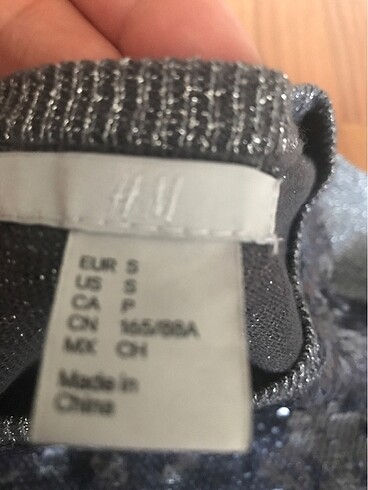 H&M
EUR S
US S
CA P
CN 165/88A
MX CH
Made in
China